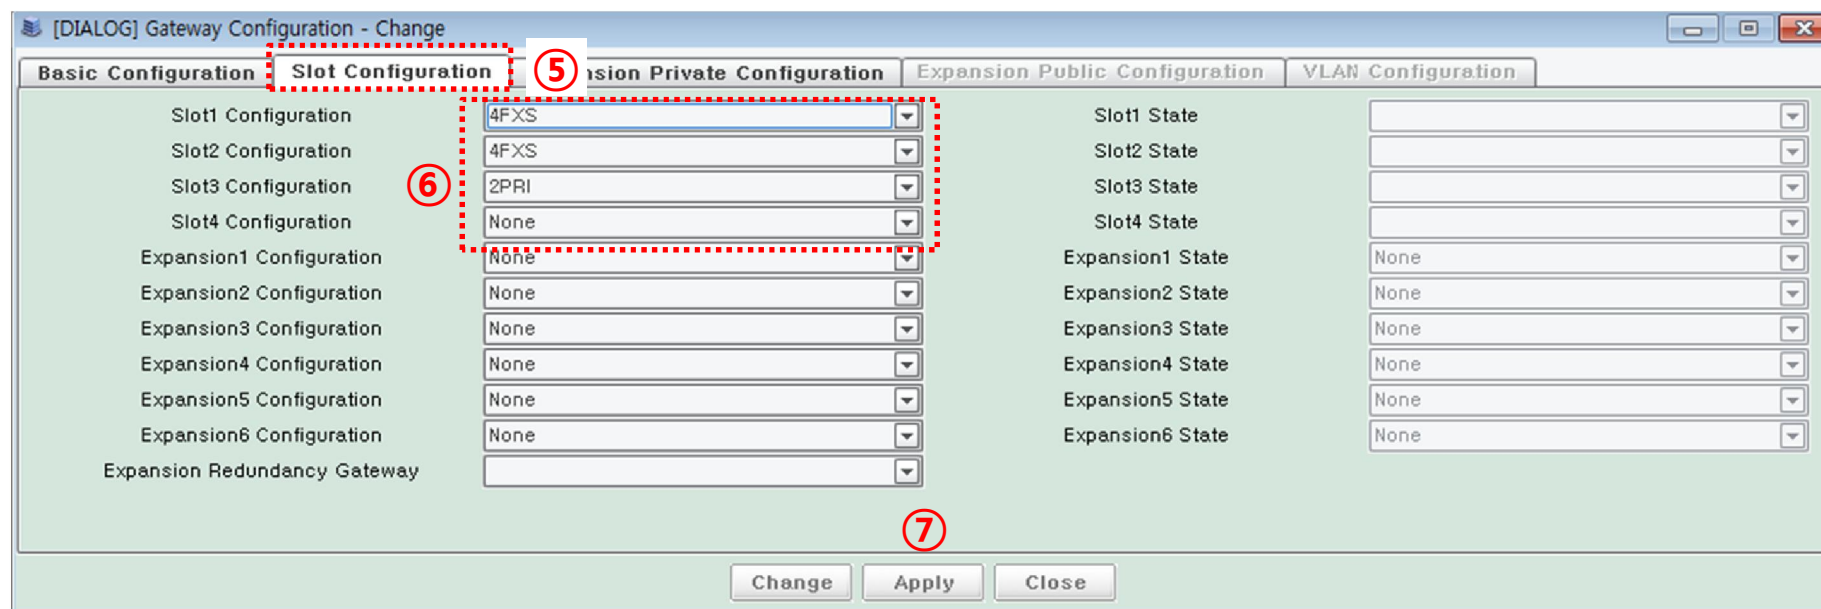 [DIALOG] Gateway Configuration - Change
Basic Configuration Slot Configuration ⑤ nsion Private Configuration Expansion Public Configuration VLAN Configuration
Slot1 Configuration 4FXS Slot1 State
Slot2 Configuration 4FXS Slot2 State
⑥ Slot3 Configuration 2PRI Slot3 State
Slot4 Configuration None Slot4 State
Expansion1 Configuration None Expansion1 State None
Expansion2 Configuration None Expansion2 State None
Expansion3 Configuration None Expansion3 State None
Expansion4 Configuration None Expansion4 State None
Expansion5 Configuration None Expansion5 State None
Expansion6 Configuration None Expansion6 State None
Expansion Redundancy Gateway
⑦
Change Apply Close